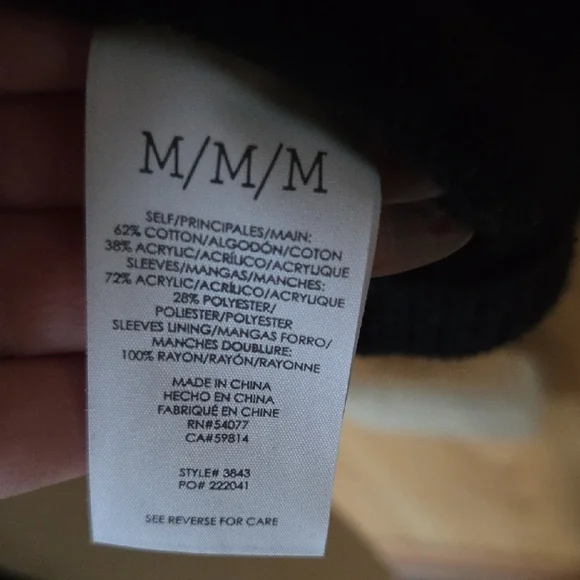 M/M/M
SELF/PRINCIPALES/MAIN:
62% COTTON/ALGODÓN/COTON
38% ACRYLIC/ACRÍLICO/ACRYLIQUE
SLEEVES/MANGAS/MANCHES:
72% ACRYLIC/ACRÍLICO/ACRYLIQUE
28% POLYESTER/
POLIESTER/POLYESTER
SLEEVES LINING/MANGAS FORRO/
MANCHES DOUBLURE:
100% RAYON/RAYÓN/RAYONNE
MADE IN CHINA
HECHO EN CHINA
FABRIQUÉ EN CHINE
RN#54077
CA#59814
STYLE# 3843
PO# 222041
SEE REVERSE FOR CARE